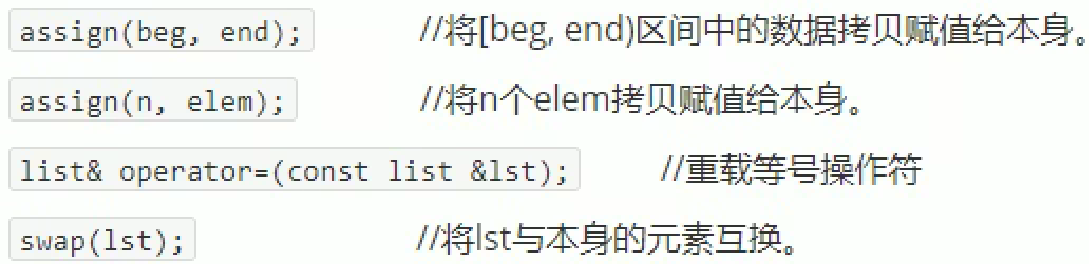 assign(beg, end);  //将[beg, end)区间中的数据拷贝赋值给本身。
assign(n, elem);  //将n个elem拷贝赋值给本身。
list& operator=(const list &lst);  //重载等号操作符
swap(lst);  //将lst与本身的元素互换。